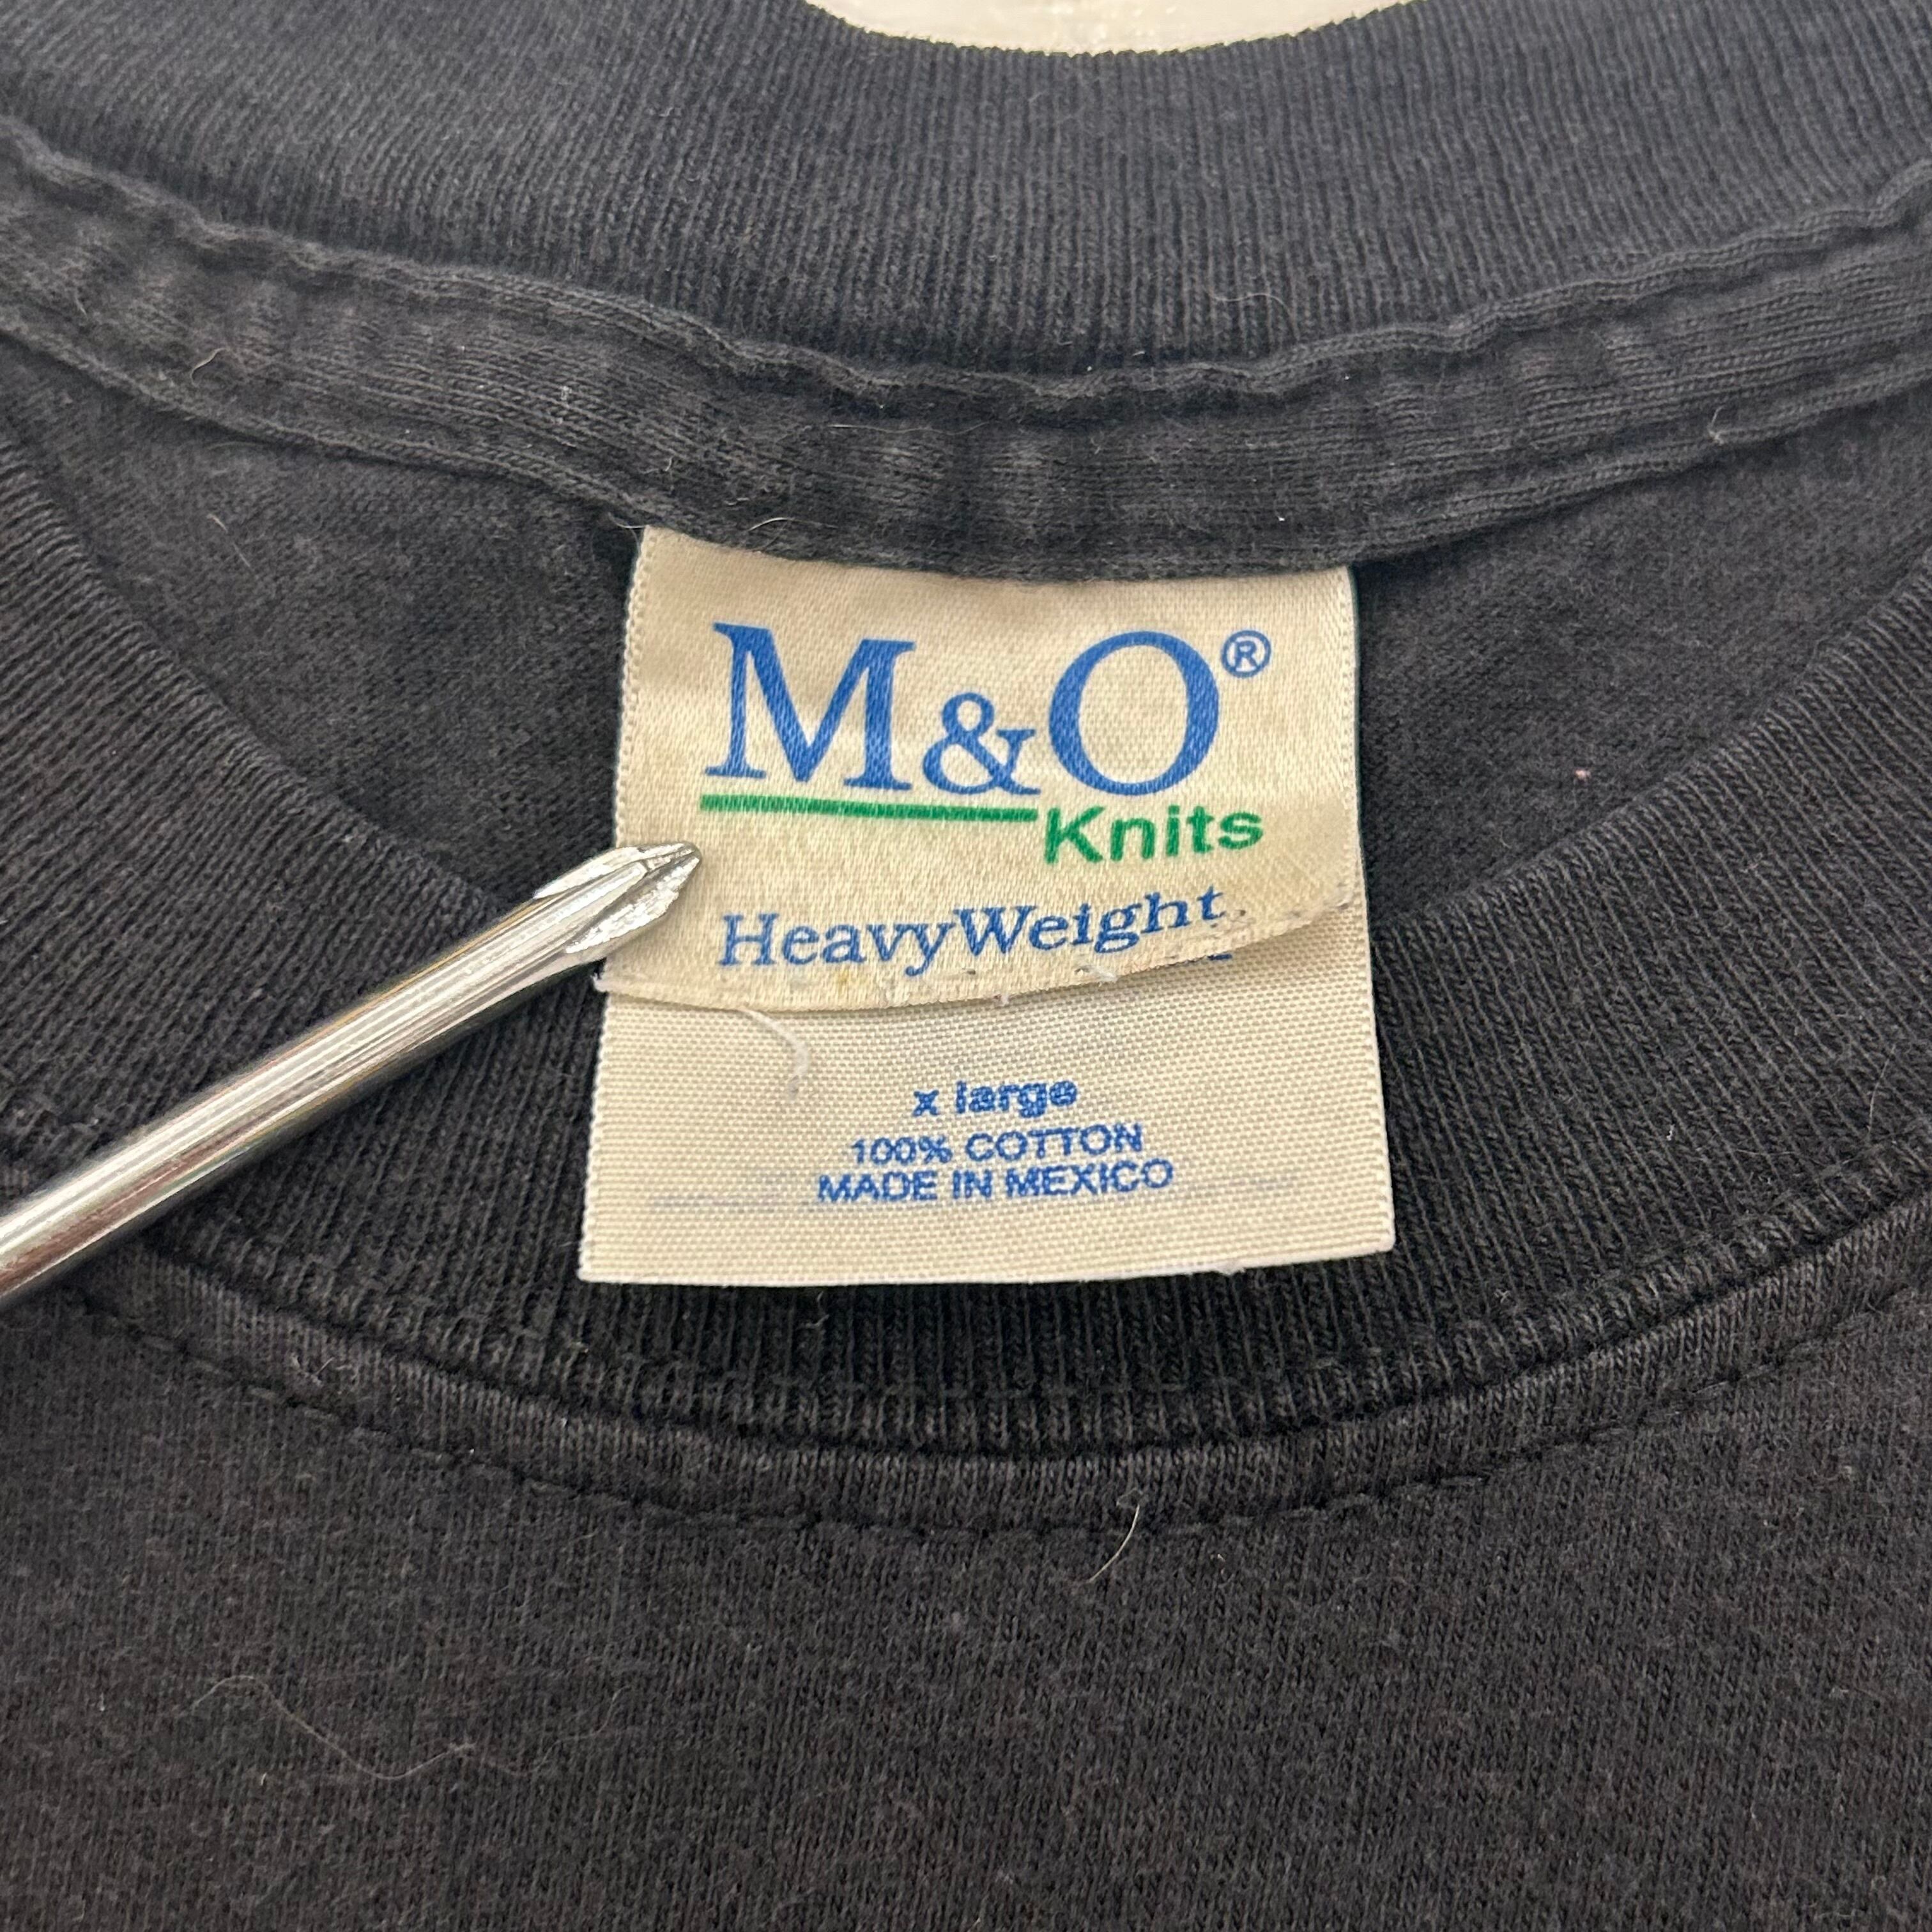 M&O®
Knits
HeavyWeight
x large
100% COTTON
MADE IN MEXICO